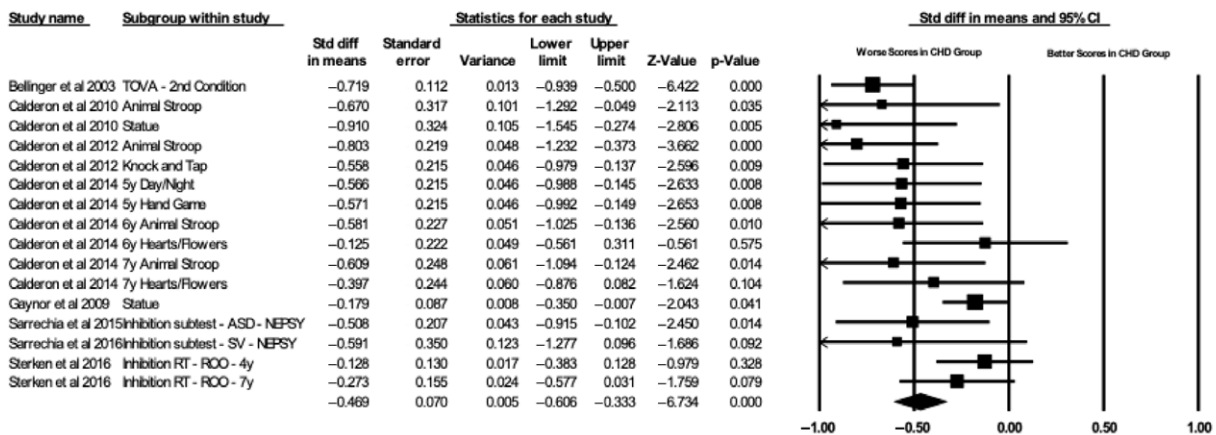 Study name Subgroup within study Statistics for each study Std diff in means and 95% CI
Std diff in means Standard error Variance Lower limit Upper limit Z-Value p-Value Worse Scores in CHD Group Better Scores in CHD Group
Bellinger et al 2003 TOVA - 2nd Condition −0.719 0.112 0.013 −0.939 −0.500 −6.422 0.000
Calderon et al 2010 Animal Stroop −0.670 0.317 0.101 −1.292 −0.049 −2.113 0.035
Calderon et al 2010 Statue −0.910 0.324 0.105 −1.545 −0.274 −2.806 0.005
Calderon et al 2012 Animal Stroop −0.803 0.219 0.048 −1.232 −0.373 −3.662 0.000
Calderon et al 2012 Knock and Tap −0.558 0.215 0.046 −0.979 −0.137 −2.596 0.009
Calderon et al 2014 5y Day/Night −0.566 0.215 0.046 −0.988 −0.145 −2.633 0.008
Calderon et al 2014 5y Hand Game −0.571 0.215 0.046 −0.992 −0.149 −2.653 0.008
Calderon et al 2014 6y Animal Stroop −0.581 0.227 0.051 −1.025 −0.136 −2.560 0.010
Calderon et al 2014 6y Hearts/Flowers −0.125 0.222 0.049 −0.561 0.311 −0.561 0.575
Calderon et al 2014 7y Animal Stroop −0.609 0.248 0.061 −1.094 −0.124 −2.462 0.014
Calderon et al 2014 7y Hearts/Flowers −0.397 0.244 0.060 −0.876 0.082 −1.624 0.104
Gaynor et al 2009 Statue −0.179 0.087 0.008 −0.350 −0.007 −2.043 0.041
Sarrechia et al 2015 Inhibition subtest - ASD - NEPSY −0.508 0.207 0.043 −0.915 −0.102 −2.450 0.014
Sarrechia et al 2016 Inhibition subtest - SV - NEPSY −0.591 0.350 0.123 −1.277 0.096 −1.686 0.092
Sterken et al 2016 Inhibition RT - ROO - 4y −0.128 0.130 0.017 −0.383 0.128 −0.979 0.328
Sterken et al 2016 Inhibition RT - ROO - 7y −0.273 0.155 0.024 −0.577 0.031 −1.759 0.079
−0.469 0.070 0.005 −0.606 −0.333 −6.734 0.000
−1.00 −0.50 0.00 0.50 1.00